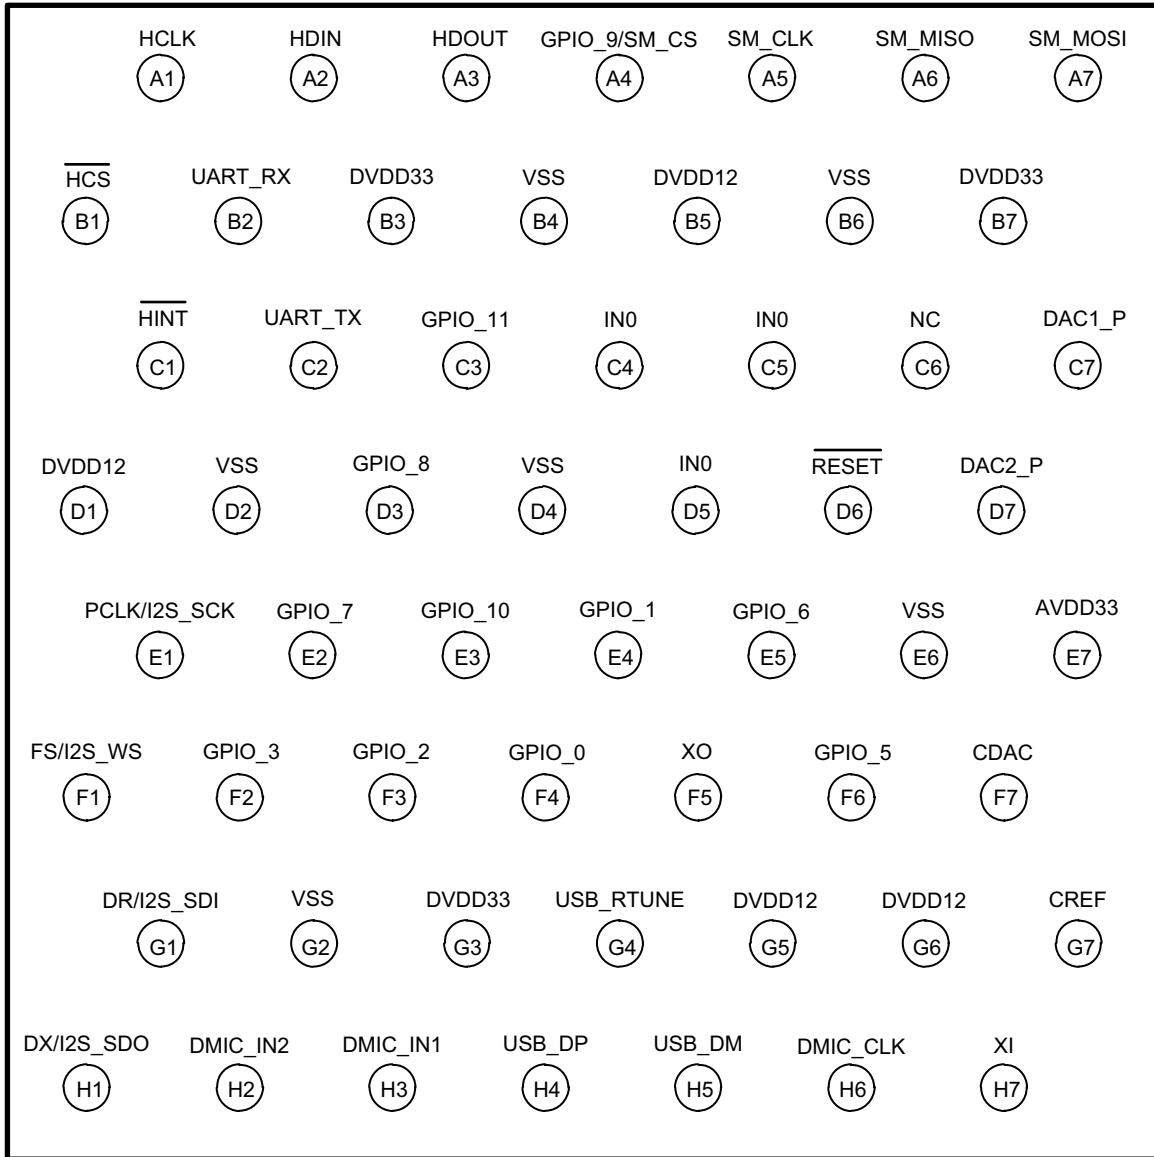 HCLK HDIN HDOUT GPIO_9/SM_CS SM_CLK SM_MISO SM_MOSI
A1 A2 A3 A4 A5 A6 A7
HCS UART_RX DVDD33 VSS DVDD12 VSS DVDD33
B1 B2 B3 B4 B5 B6 B7
HINT UART_TX GPIO_11 IN0 IN0 NC DAC1_P
C1 C2 C3 C4 C5 C6 C7
DVDD12 VSS GPIO_8 VSS IN0 RESET DAC2_P
D1 D2 D3 D4 D5 D6 D7
PCLK/I2S_SCK GPIO_7 GPIO_10 GPIO_1 GPIO_6 VSS AVDD33
E1 E2 E3 E4 E5 E6 E7
FS/I2S_WS GPIO_3 GPIO_2 GPIO_0 XO GPIO_5 CDAC
F1 F2 F3 F4 F5 F6 F7
DR/I2S_SDI VSS DVDD33 USB_RTUNE DVDD12 DVDD12 CREF
G1 G2 G3 G4 G5 G6 G7
DX/I2S_SDO DMIC_IN2 DMIC_IN1 USB_DP USB_DM DMIC_CLK XI
H1 H2 H3 H4 H5 H6 H7